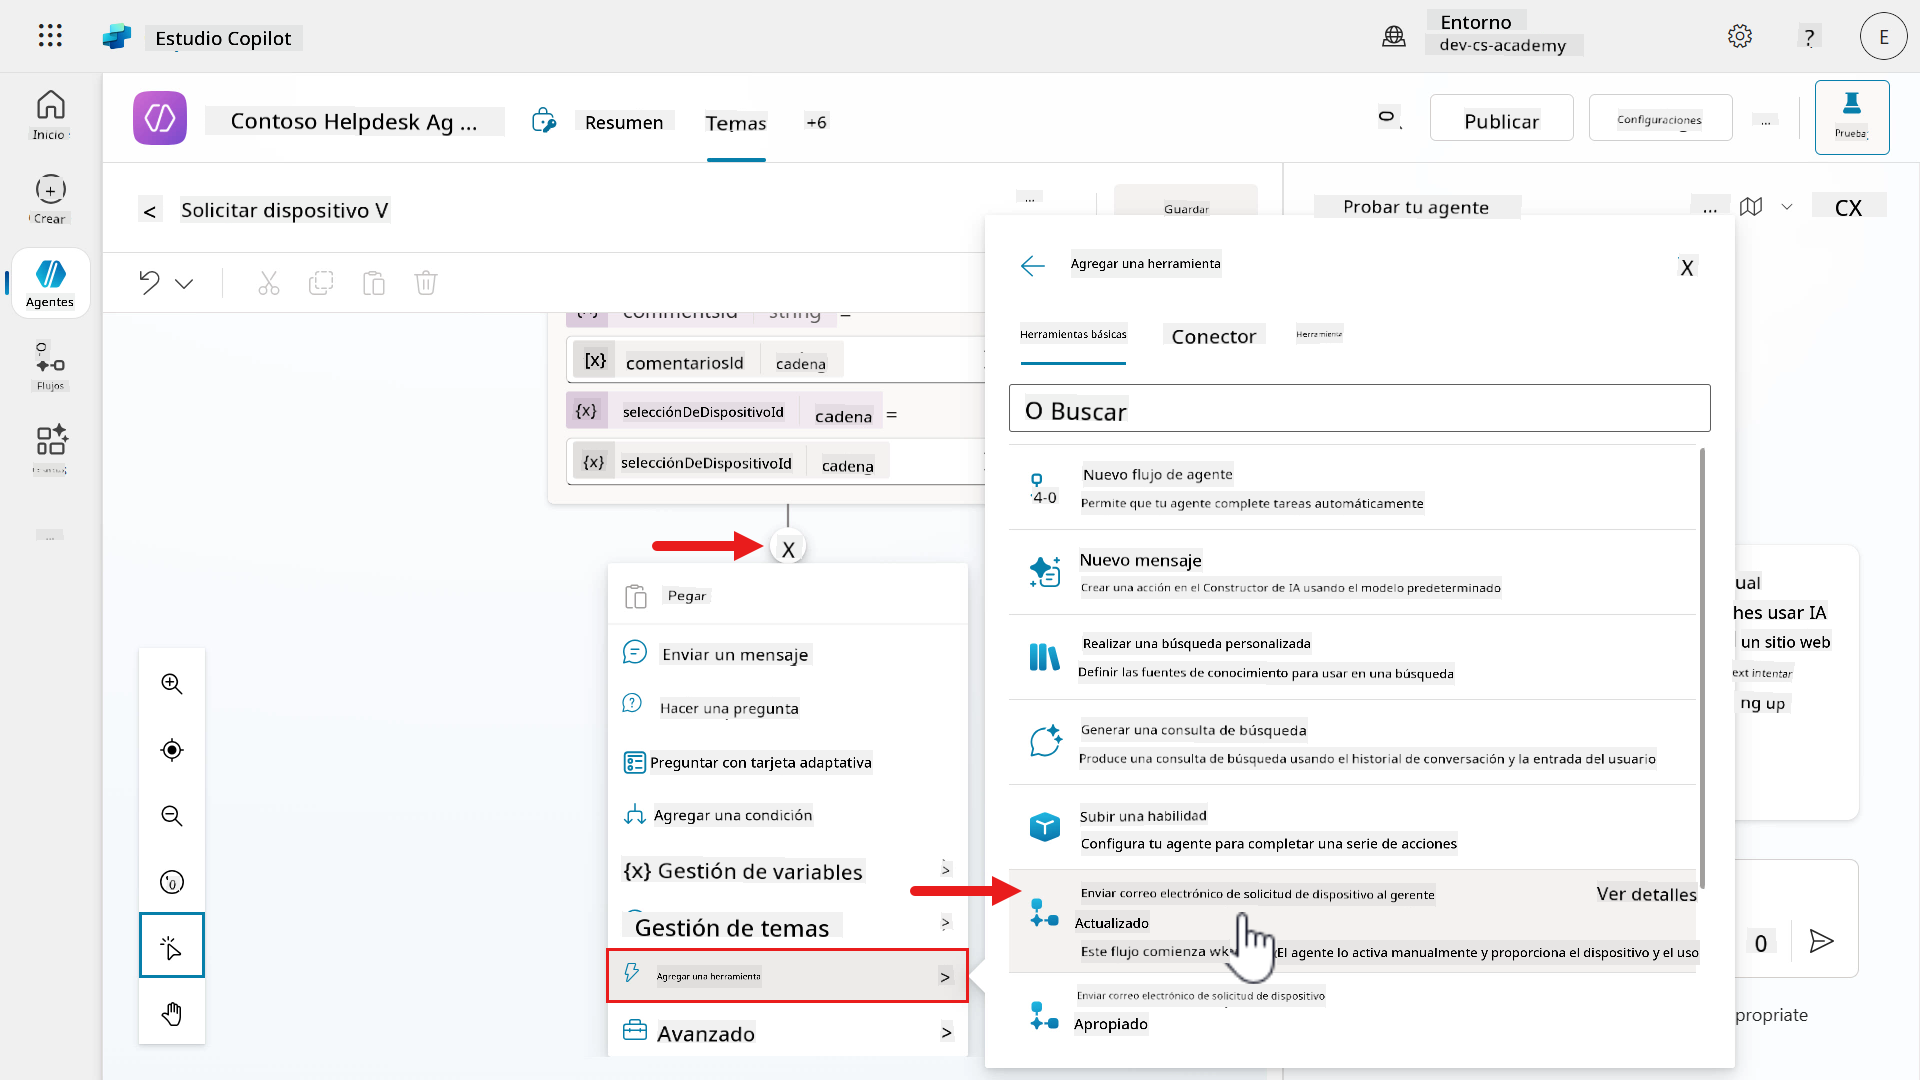 Estudio Copilot
Entorno
dev-cs-academy
?
E
Inicio
Crear
Agentes
Flujos
...
Contoso Helpdesk Ag ...
Resumen
Temas
+6
Publicar
Configuraciones
...
Prueba
< Solicitar dispositivo V
...
Guardar
Probar tu agente
...
CX
commentsId string =
[x] comentariosId cadena
{x} selecciónDeDispositivoId cadena =
{x} selecciónDeDispositivoId cadena
X
Pegar
Enviar un mensaje
Hacer una pregunta
Preguntar con tarjeta adaptativa
Agregar una condición
{x} Gestión de variables >
Gestión de temas >
Agregar una herramienta >
Avanzado >
Agregar una herramienta
X
Herramientas básicas
Conector
Herramienta
O Buscar
Nuevo flujo de agente
Permite que tu agente complete tareas automáticamente
Nuevo mensaje
Crear una acción en el Constructor de IA usando el modelo predeterminado
Realizar una búsqueda personalizada
Definir las fuentes de conocimiento para usar en una búsqueda
Generar una consulta de búsqueda
Produce una consulta de búsqueda usando el historial de conversación y la entrada del usuario
Subir una habilidad
Configura tu agente para completar una serie de acciones
Enviar correo electrónico de solicitud de dispositivo al gerente
Ver detalles
Actualizado
Este flujo comienza wk El agente lo activa manualmente y proporciona el dispositivo y el uso
Enviar correo electrónico de solicitud de dispositivo
Apropiado
ual
hes usar IA
un sitio web
ext intentar
ng up
0
propriate